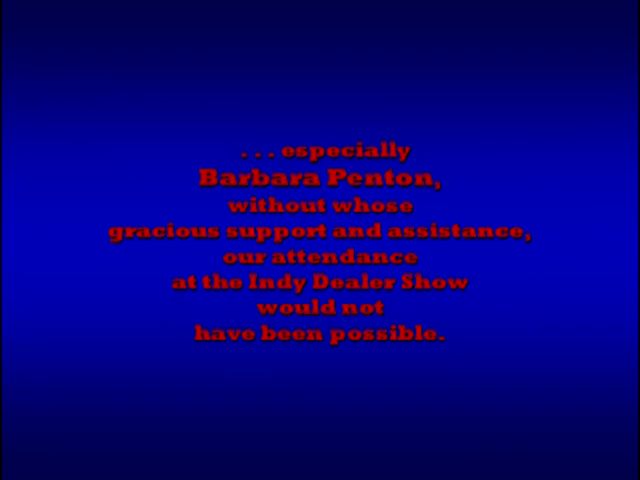 . . . especially
Barbara Penton,
without whose
gracious support and assistance,
our attendance
at the Indy Dealer Show
would not
have been possible.